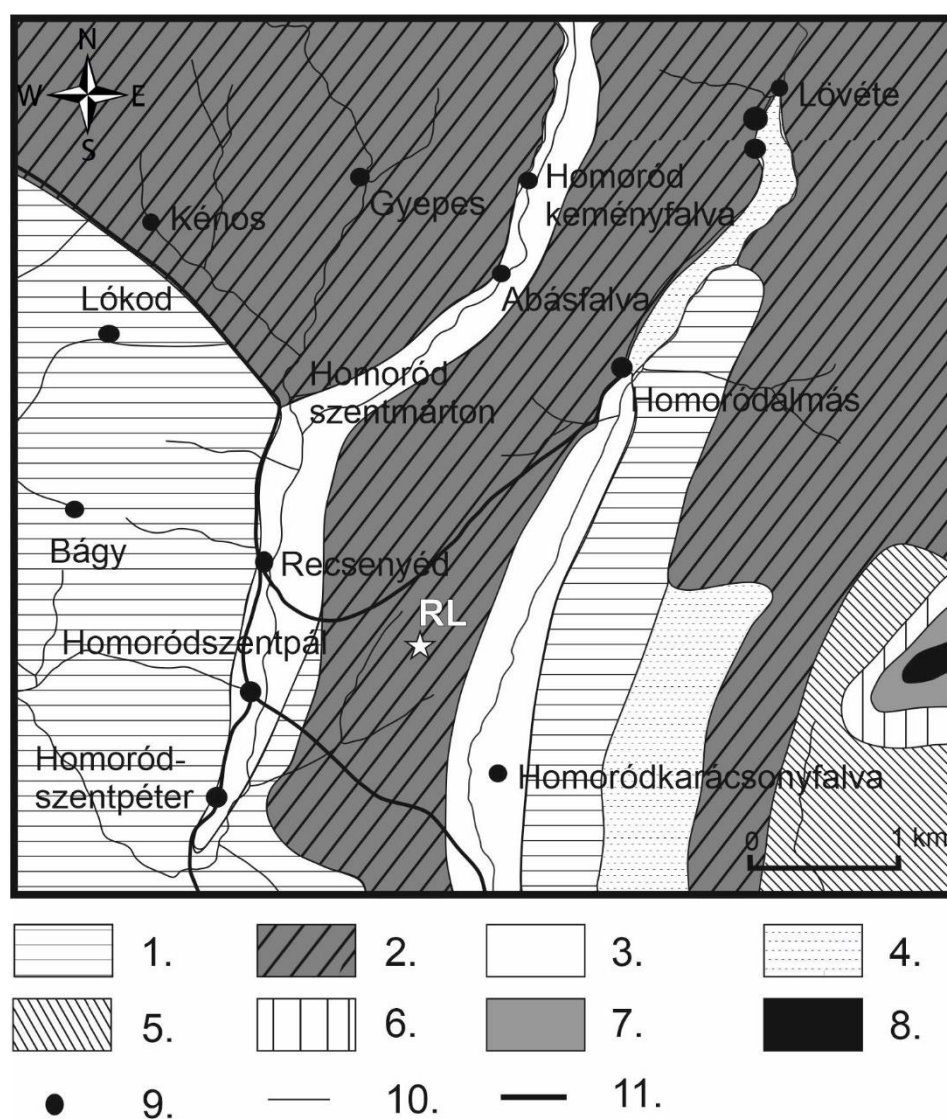 N
W E
S
Lövéte
Homoród
keményfalva
Gyepes
Kénos
Abásfalva
Lókod
Homoród
szentmárton
Homoródalmás
Bágy
Recsenyéd
RL
Homoródszentpál
Homoród-
szentpéter
Homoródkarácsonyfalva
0 1 km
1. 2. 3. 4.
5. 6. 7. 8.
9. 10. 11.